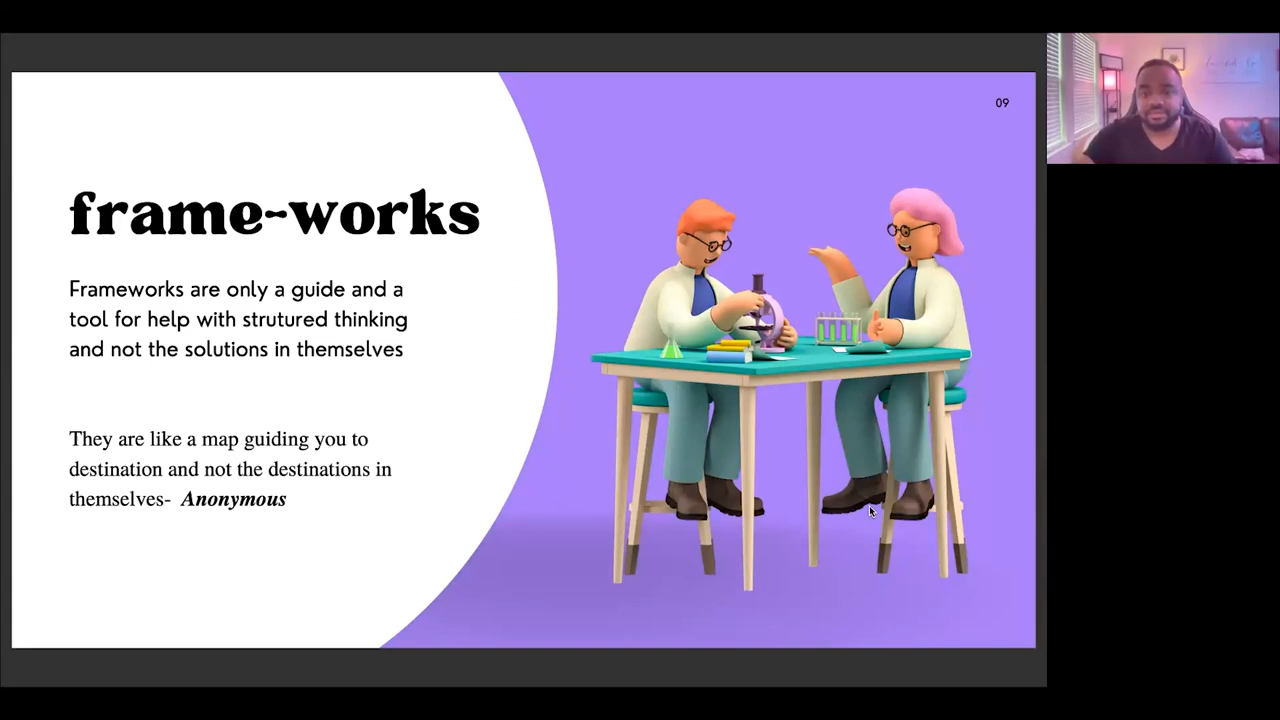 09
frame-works
Frameworks are only a guide and a
tool for help with strutured thinking
and not the solutions in themselves
They are like a map guiding you to
destination and not the destinations in
themselves- Anonymous